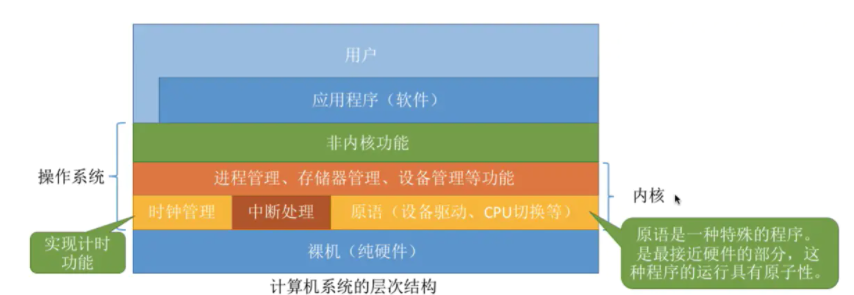 用户
应用程序（软件）
非内核功能
操作系统
进程管理、存储器管理、设备管理等功能
内核
时钟管理
中断处理
原语（设备驱动、CPU切换等）
实现计时
功能
裸机（纯硬件）
原语是一种特殊的程序。
是最接近硬件的部分，这
种程序的运行具有原子性。
计算机系统的层次结构